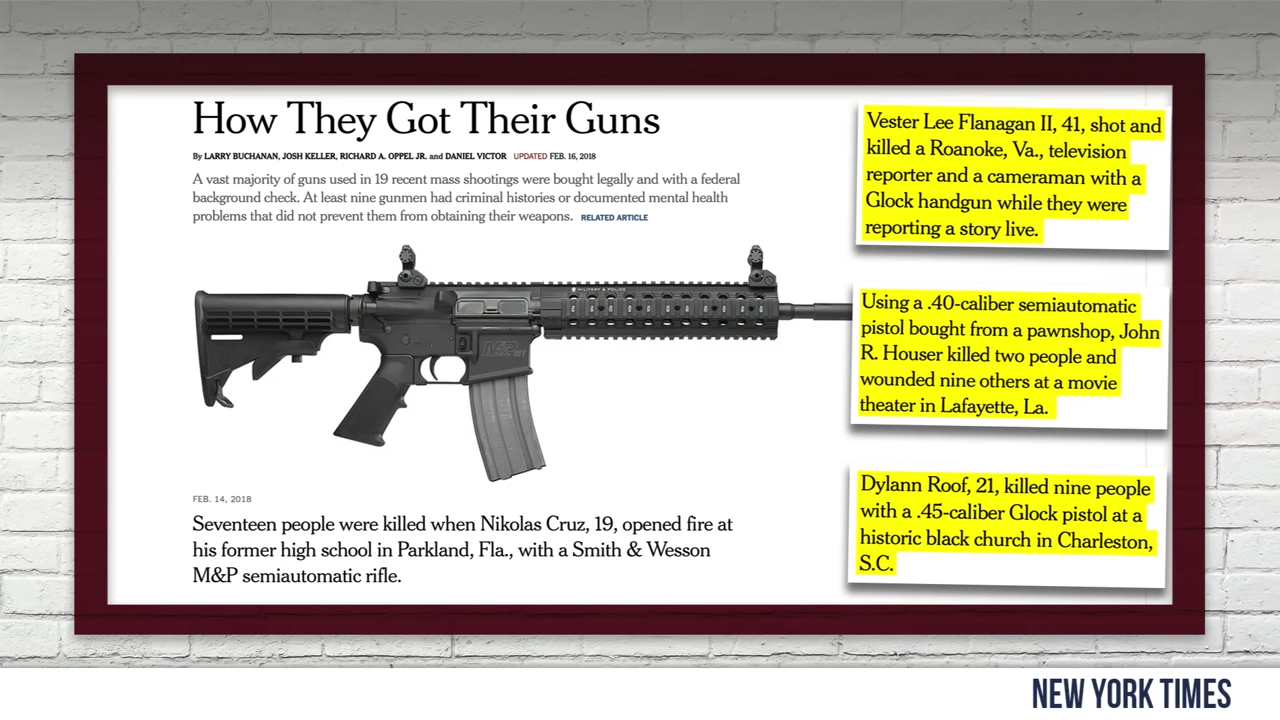 How They Got Their Guns
By LARRY BUCHANAN, JOSH KELLER, RICHARD A. OPPEL JR. and DANIEL VICTOR UPDATED FEB. 16, 2018
A vast majority of guns used in 19 recent mass shootings were bought legally and with a federal
background check. At least nine gunmen had criminal histories or documented mental health
problems that did not prevent them from obtaining their weapons. RELATED ARTICLE
MILITARY & POLICE
M&P
FEB. 14, 2018
Seventeen people were killed when Nikolas Cruz, 19, opened fire at
his former high school in Parkland, Fla., with a Smith & Wesson
M&P semiautomatic rifle.
Vester Lee Flanagan II, 41, shot and
killed a Roanoke, Va., television
reporter and a cameraman with a
Glock handgun while they were
reporting a story live.
Using a .40-caliber semiautomatic
pistol bought from a pawnshop, John
R. Houser killed two people and
wounded nine others at a movie
theater in Lafayette, La.
Dylann Roof, 21, killed nine people
with a .45-caliber Glock pistol at a
historic black church in Charleston,
S.C.
NEW YORK TIMES